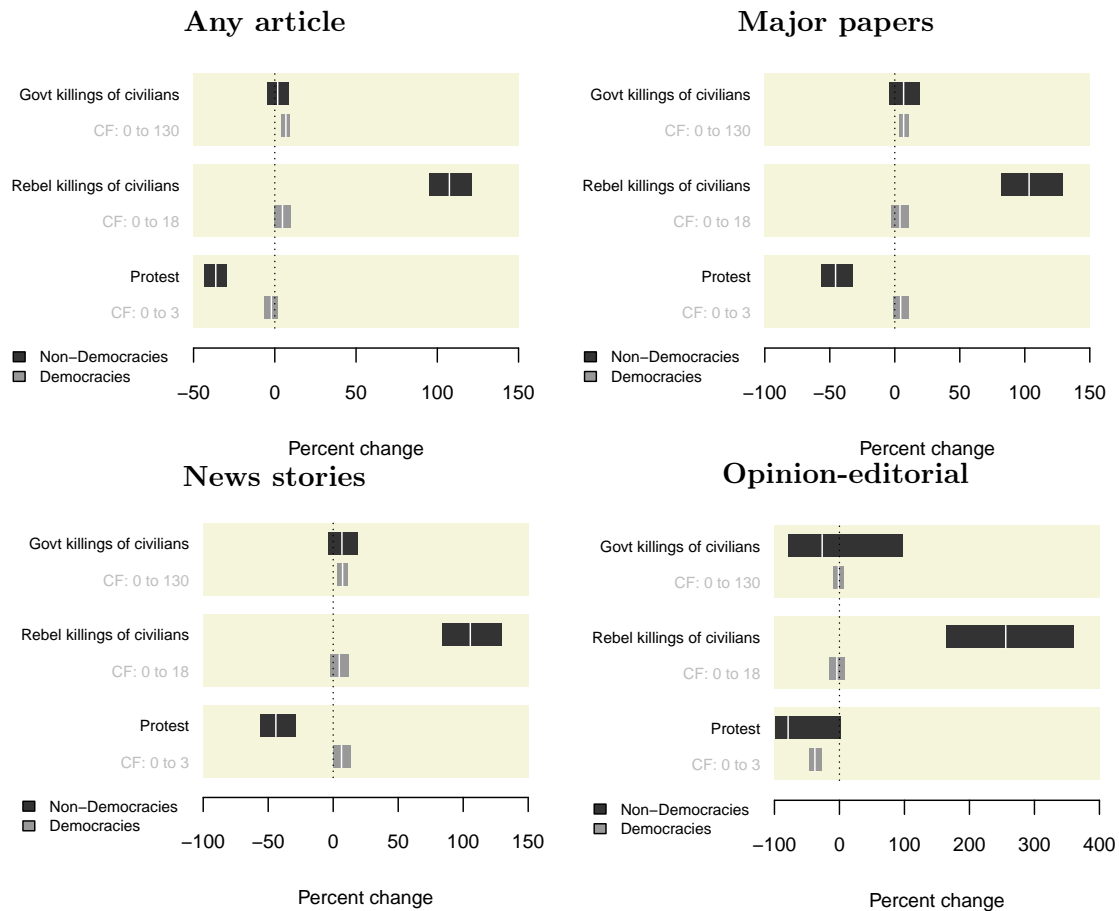 Any article
Govt killings of civilians
CF: 0 to 130
Rebel killings of civilians
CF: 0 to 18
Protest
CF: 0 to 3
Non−Democracies
Democracies
−50 0 50 100 150
Percent change
Major papers
Govt killings of civilians
CF: 0 to 130
Rebel killings of civilians
CF: 0 to 18
Protest
CF: 0 to 3
Non−Democracies
Democracies
−100 −50 0 50 100 150
Percent change
News stories
Govt killings of civilians
CF: 0 to 130
Rebel killings of civilians
CF: 0 to 18
Protest
CF: 0 to 3
Non−Democracies
Democracies
−100 −50 0 50 100 150
Percent change
Opinion-editorial
Govt killings of civilians
CF: 0 to 130
Rebel killings of civilians
CF: 0 to 18
Protest
CF: 0 to 3
Non−Democracies
Democracies
−100 0 100 200 300 400
Percent change